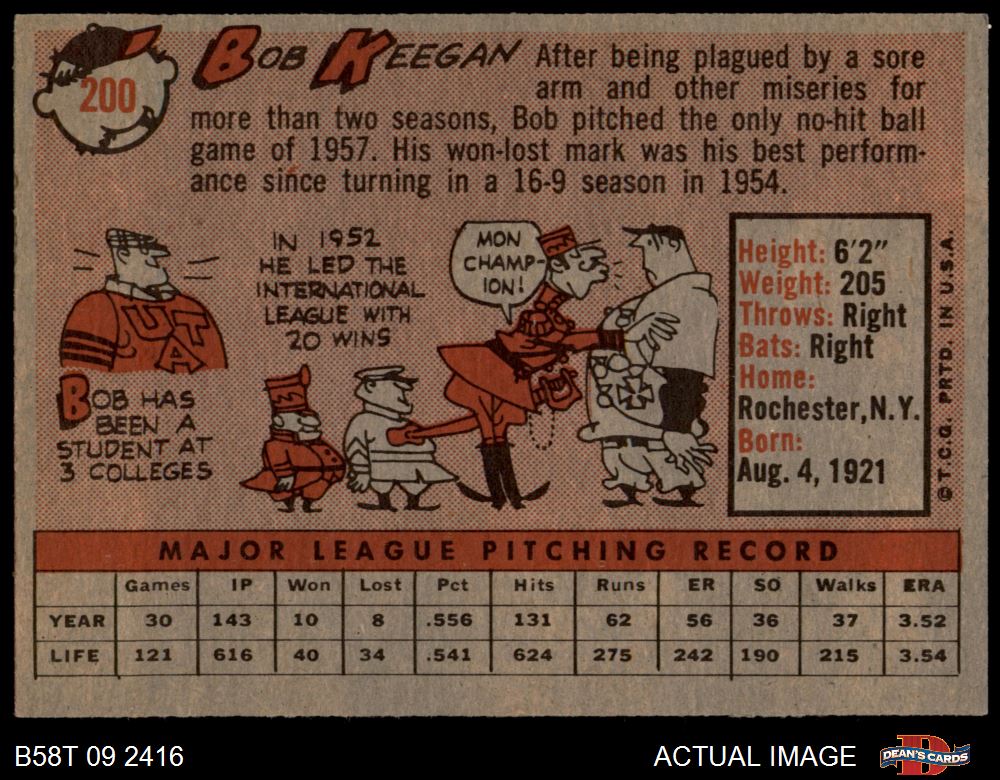 200
BOB KEEGAN After being plagued by a sore
arm and other miseries for
more than two seasons, Bob pitched the only no-hit ball
game of 1957. His won-lost mark was his best perform-
ance since turning in a 16-9 season in 1954.
UTA
BOB HAS
BEEN A
STUDENT AT
3 COLLEGES
IN 1952
HE LED THE
INTERNATIONAL
LEAGUE WITH
20 WINS
MON
CHAMP-
ION!
Height: 6'2"
Weight: 205
Throws: Right
Bats: Right
Home:
Rochester, N.Y.
Born:
Aug. 4, 1921
© T.C.G. PRTD. IN U.S.A.
MAJOR LEAGUE PITCHING RECORD
Games IP Won Lost Pct Hits Runs ER SO Walks ERA
YEAR 30 143 10 8 .556 131 62 56 36 37 3.52
LIFE 121 616 40 34 .541 624 275 242 190 215 3.54
B58T 09 2416 ACTUAL IMAGE DEAN'S CARDS